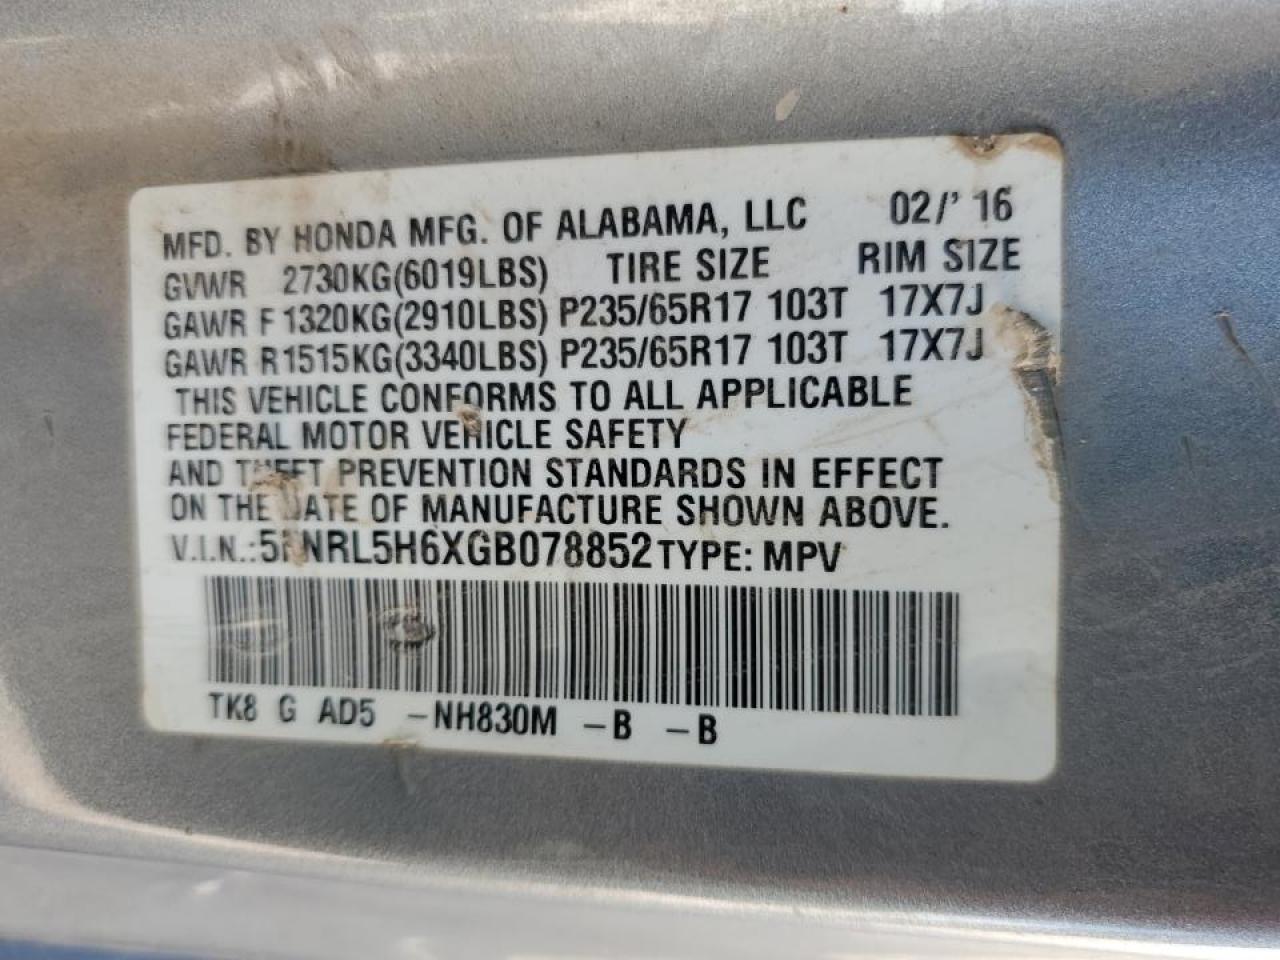 MFD. BY HONDA MFG. OF ALABAMA, LLC 02/' 16
GVWR 2730KG(6019LBS) TIRE SIZE RIM SIZE
GAWR F 1320KG(2910LBS) P235/65R17 103T 17X7J
GAWR R1515KG(3340LBS) P235/65R17 103T 17X7J
THIS VEHICLE CONFORMS TO ALL APPLICABLE
FEDERAL MOTOR VEHICLE SAFETY
AND THEFT PREVENTION STANDARDS IN EFFECT
ON THE DATE OF MANUFACTURE SHOWN ABOVE.
V.I.N.:5FNRL5H6XGB078852 TYPE: MPV
TK8 G AD5 -NH830M -B -B